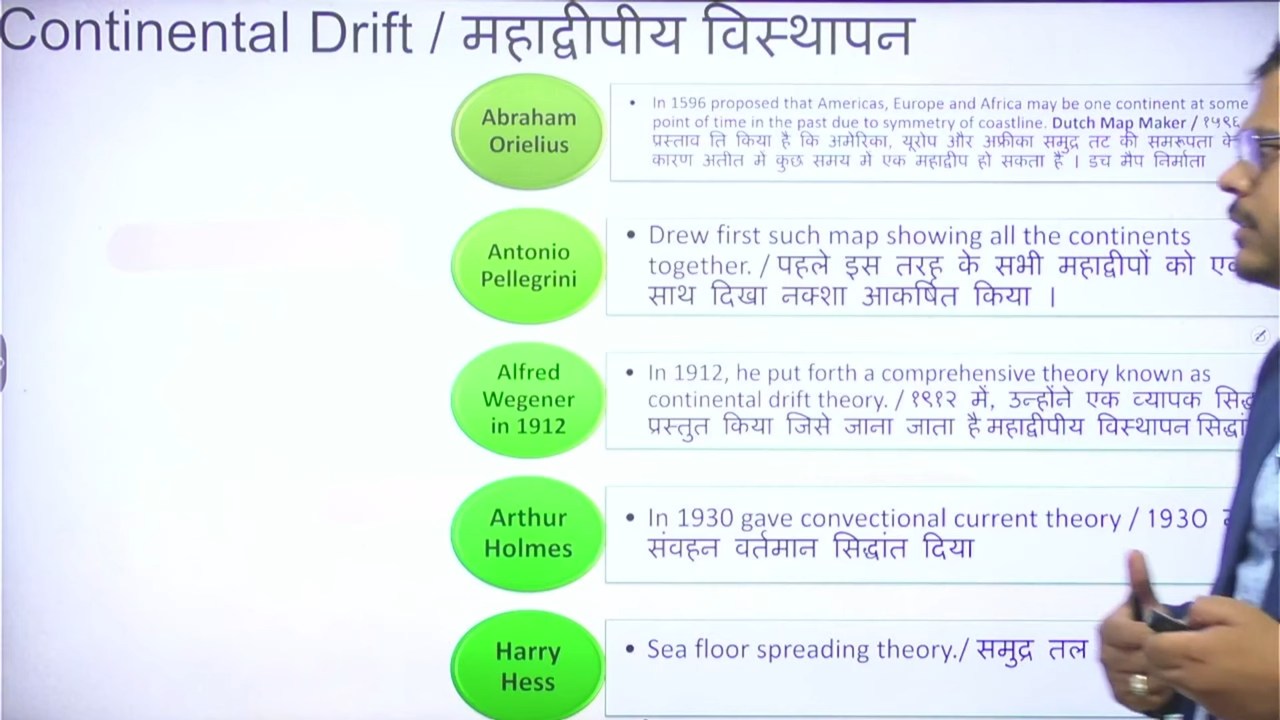 Continental Drift / महाद्वीपीय विस्थापन
Abraham
Orielius
• In 1596 proposed that Americas, Europe and Africa may be one continent at some
point of time in the past due to symmetry of coastline. Dutch Map Maker / १५९६
प्रस्ताव ति किया है कि अमेरिका, यूरोप और अफ्रीका समुद्र तट की समरूपता के
कारण अतीत में कुछ समय में एक महाद्वीप हो सकता है । डच मैप निर्माता
Antonio
Pellegrini
• Drew first such map showing all the continents
together. / पहले इस तरह के सभी महाद्वीपों को
साथ दिखा नक्शा आकर्षित किया ।
Alfred
Wegener
in 1912
• In 1912, he put forth a comprehensive theory known as
continental drift theory. / १९१२ में, उन्होंने एक व्यापक
प्रस्तुत किया जिसे जाना जाता है महाद्वीपीय विस्थापन
Arthur
Holmes
• In 1930 gave convectional current theory / 1930
संवहन वर्तमान सिद्धांत दिया
Harry
Hess
• Sea floor spreading theory./ समुद्र तल